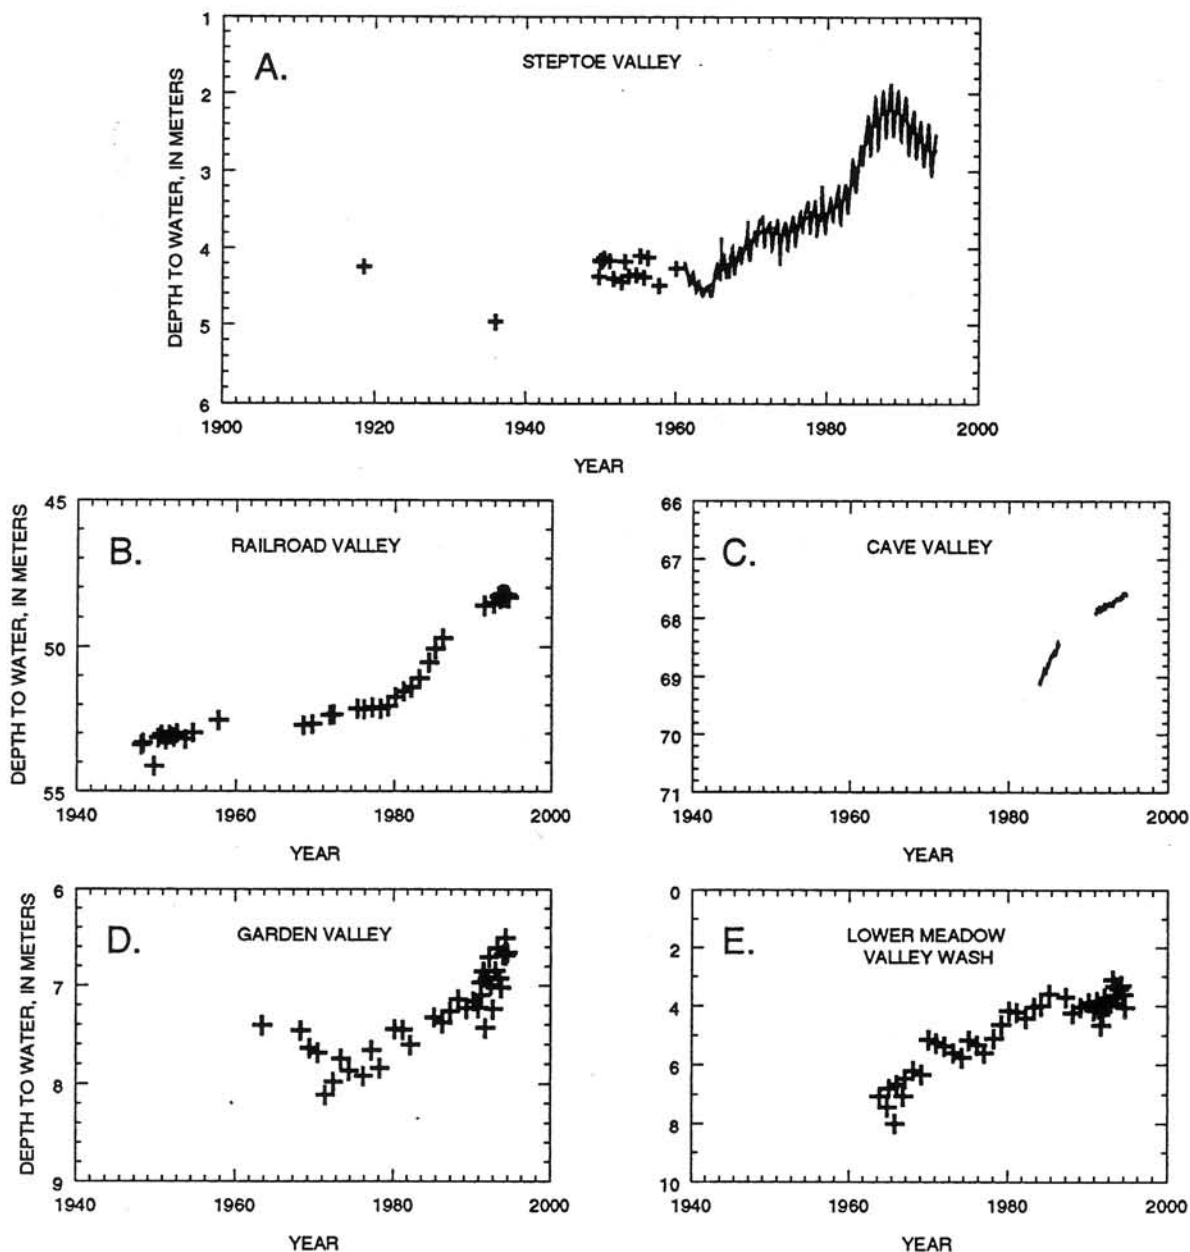 A.
STEPTOE VALLEY
DEPTH TO WATER, IN METERS
1
2
3
4
5
6
1900
1920
1940
1960
1980
2000
YEAR
B.
RAILROAD VALLEY
DEPTH TO WATER, IN METERS
45
50
55
1940
1960
1980
2000
YEAR
C.
CAVE VALLEY
66
67
68
69
70
71
1940
1960
1980
2000
YEAR
D.
GARDEN VALLEY
DEPTH TO WATER, IN METERS
6
7
8
9
1940
1960
1980
2000
YEAR
E.
LOWER MEADOW
VALLEY WASH
0
2
4
6
8
10
1940
1960
1980
2000
YEAR